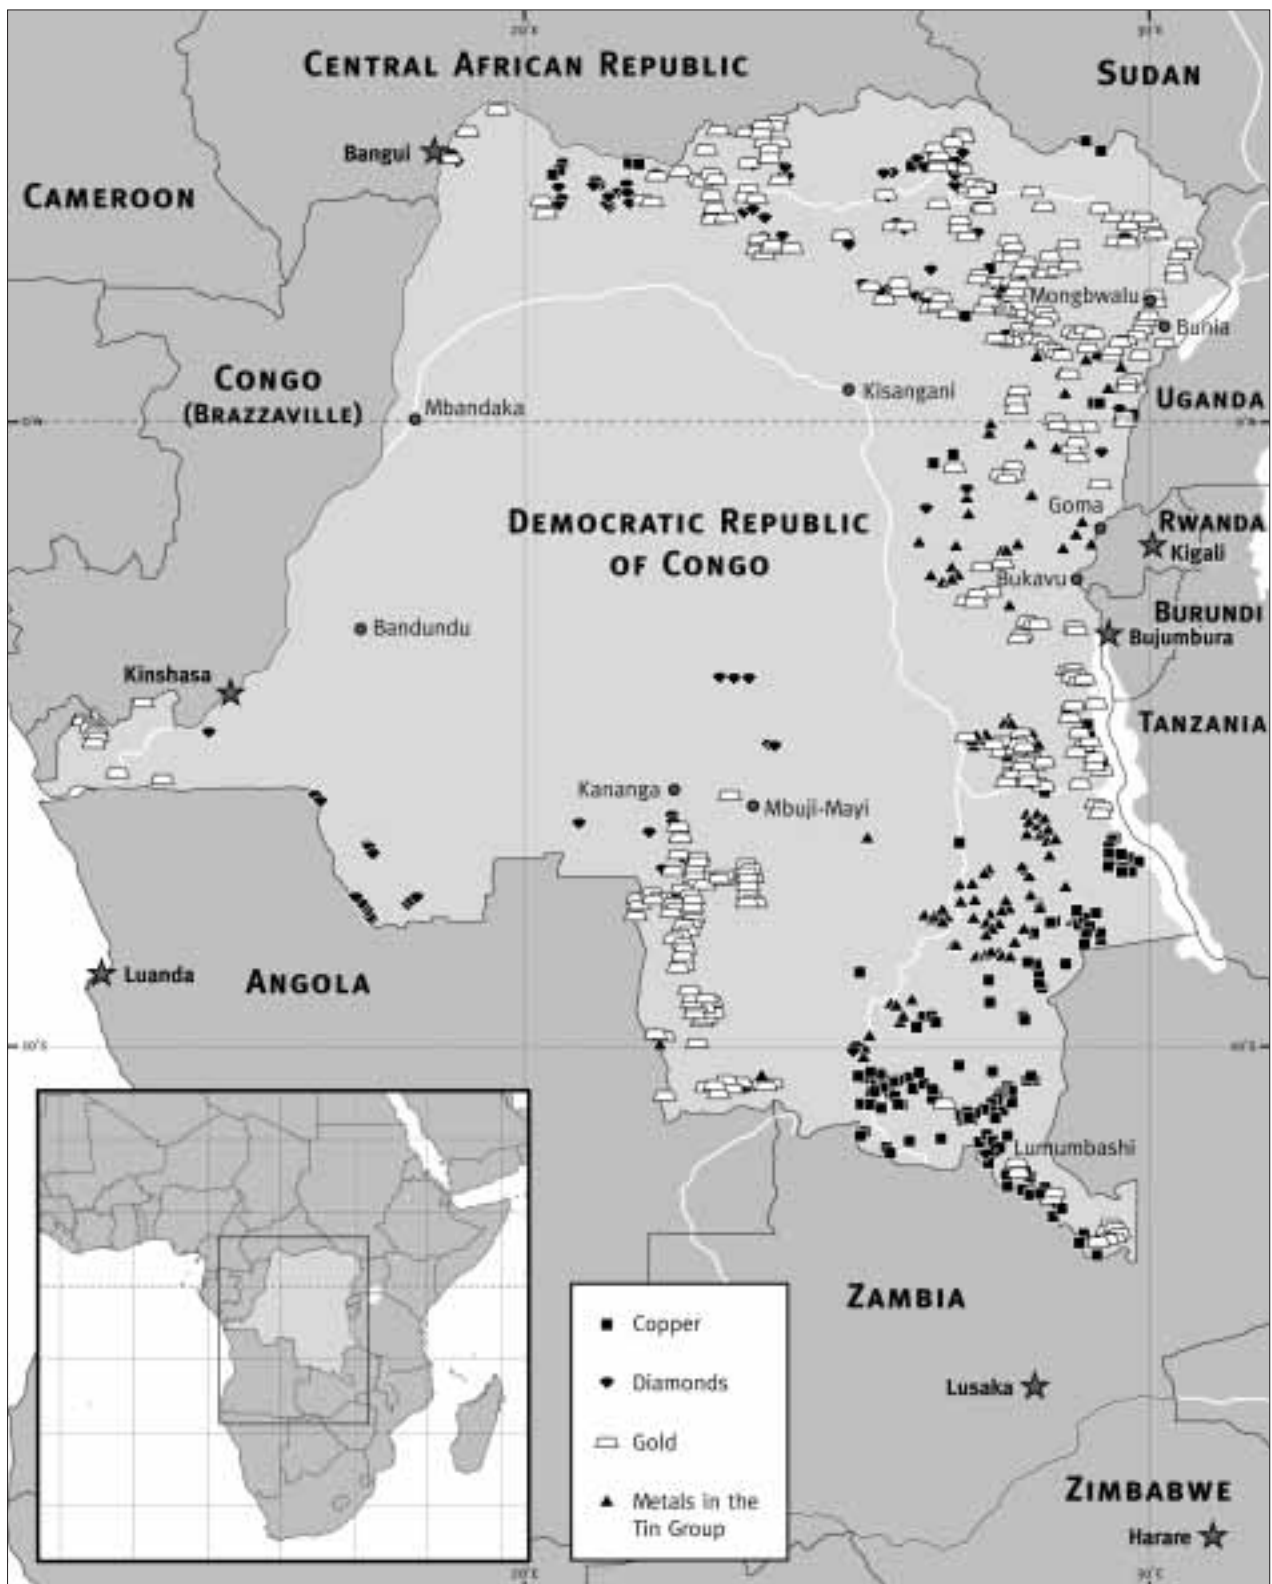 20°E
CENTRAL AFRICAN REPUBLIC
SUDAN
Bangui
CAMEROON
Mongbwalu
Bunia
CONGO
(BRAZZAVILLE)
Mbandaka
Kisangani
UGANDA
DEMOCRATIC REPUBLIC
OF CONGO
Goma
RWANDA
Kigali
Bukavu
BURUNDI
Bujumbura
Bandundu
Kinshasa
TANZANIA
Kananga
Mbuji-Mayi
Luanda
ANGOLA
Lumumbashi
ZAMBIA
Copper
Diamonds
Gold
Metals in the
Tin Group
Lusaka
ZIMBABWE
Harare